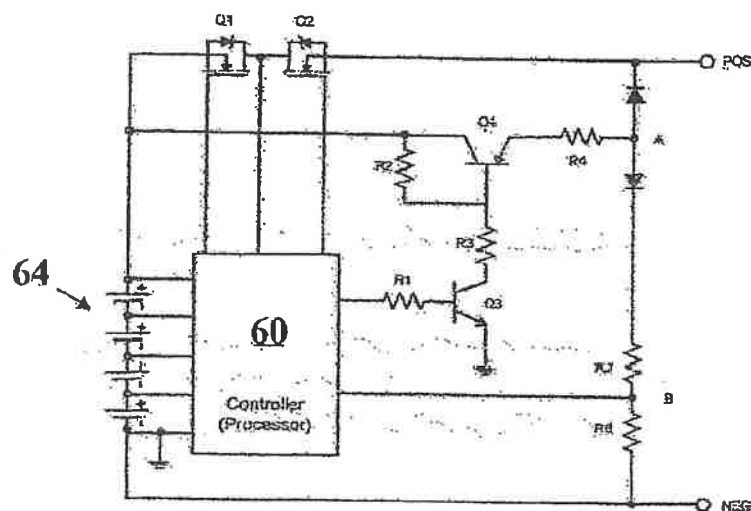 Q1
Q2
POS
Q4
A
R2
R4
R3
64
R1
Q3
60
Controller
(Processor)
B
NEG